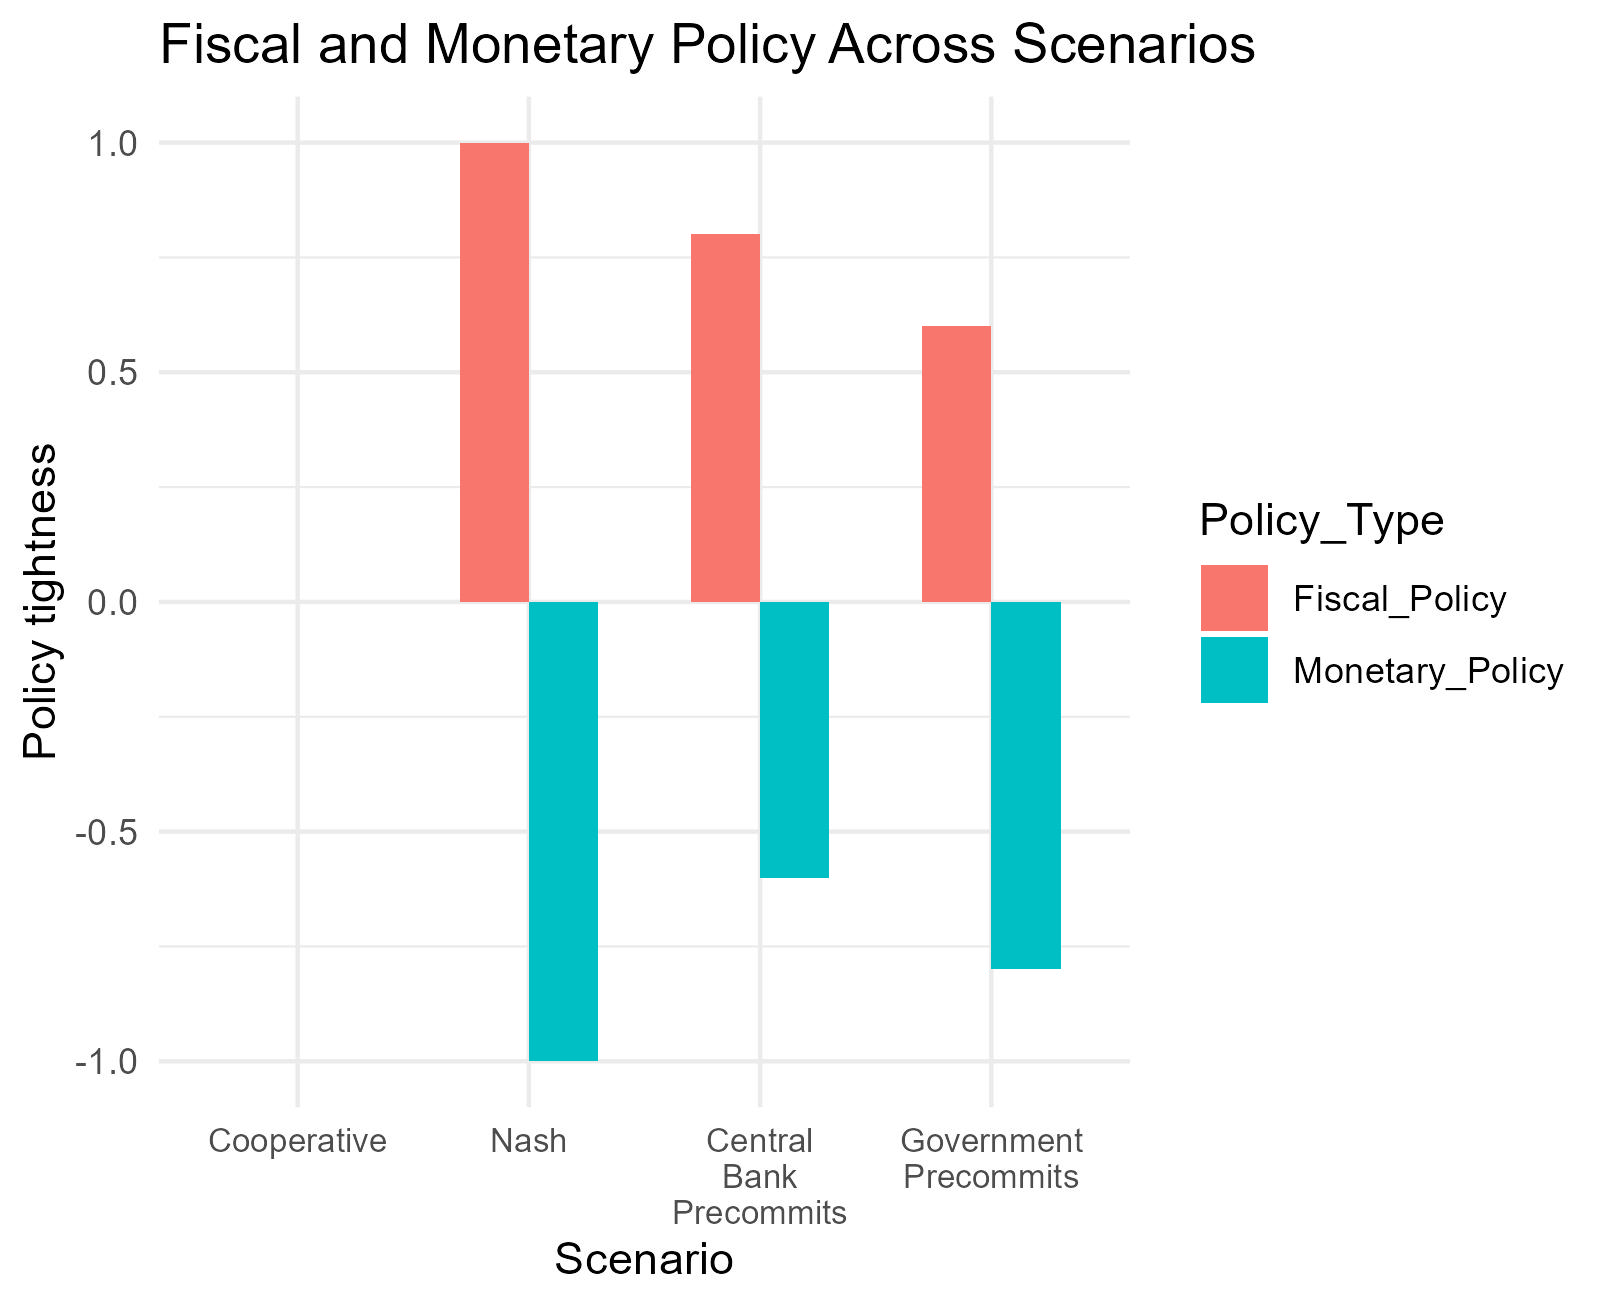 Fiscal and Monetary Policy Across Scenarios
Policy tightness
1.0
0.5
0.0
-0.5
-1.0
Cooperative
Nash
Central
Bank
Precommits
Government
Precommits
Scenario
Policy_Type
Fiscal_Policy
Monetary_Policy